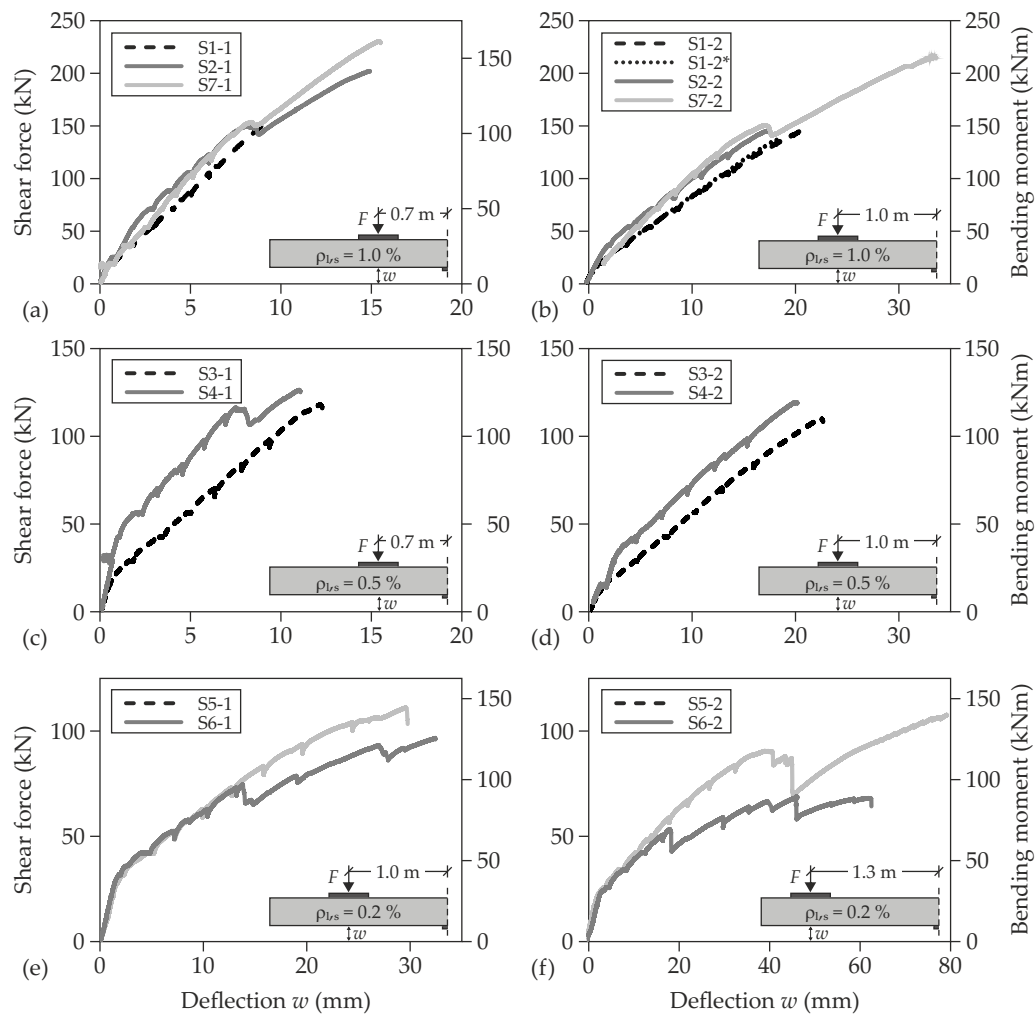 250
200
150
100
50
0
Shear force (kN)
S1-1
S2-1
S7-1
150
100
50
0
F
0.7 m
ρl,s = 1.0 %
w
(a)
0
5
10
15
20
S1-2
S1-2*
S2-2
S7-2
250
200
150
100
50
0
250
200
150
100
50
0
Bending moment (kNm)
F
1.0 m
ρl,s = 1.0 %
w
(b)
0
10
20
30
150
100
50
0
Shear force (kN)
S3-1
S4-1
150
100
50
0
F
0.7 m
ρl,s = 0.5 %
w
(c)
0
5
10
15
20
S3-2
S4-2
150
100
50
0
150
100
50
0
Bending moment (kNm)
F
1.0 m
ρl,s = 0.5 %
w
(d)
0
10
20
30
100
50
0
Shear force (kN)
S5-1
S6-1
150
100
50
0
F
1.0 m
ρl,s = 0.2 %
w
(e)
0
10
20
30
Deflection w (mm)
S5-2
S6-2
100
50
0
150
100
50
0
Bending moment (kNm)
F
1.3 m
ρl,s = 0.2 %
w
(f)
0
20
40
60
80
Deflection w (mm)